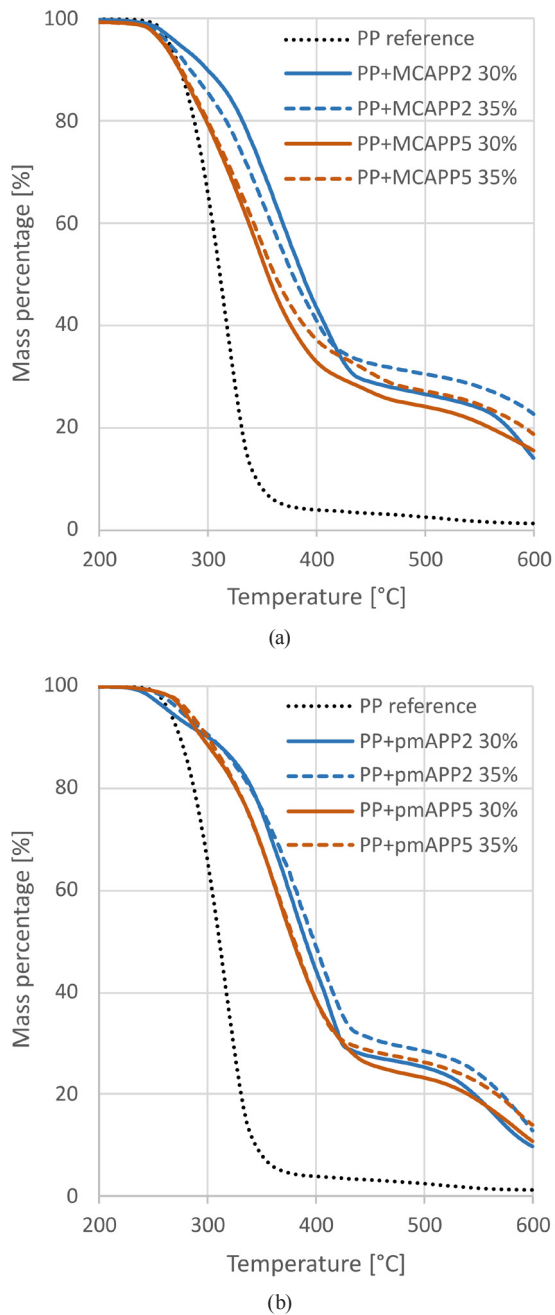 100
80
60
40
20
0
Mass percentage [%]
PP reference
PP+MCAPP2 30%
PP+MCAPP2 35%
PP+MCAPP5 30%
PP+MCAPP5 35%
200 300 400 500 600
Temperature [°C]
(a)
100
80
60
40
20
0
Mass percentage [%]
PP reference
PP+pmAPP2 30%
PP+pmAPP2 35%
PP+pmAPP5 30%
PP+pmAPP5 35%
200 300 400 500 600
Temperature [°C]
(b)